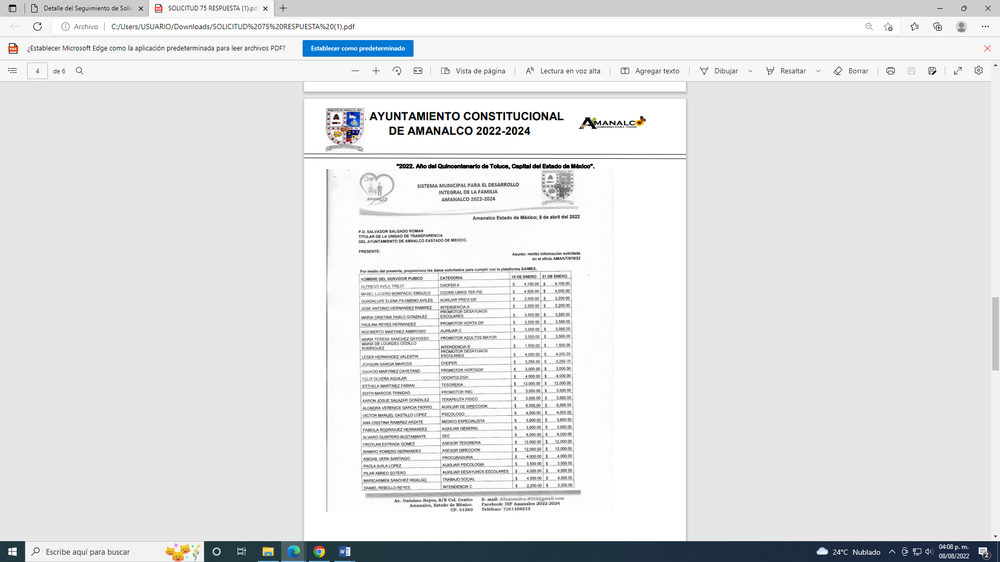 Detalle del Seguimiento de Solic
SOLICITUD 75 RESPUESTA (1).pd
Archivo
C:/Users/USUARIO/Downloads/SOLICITUD%2075%20RESPUESTA%20(1).pdf
¿Establecer Microsoft Edge como la aplicación predeterminada para leer archivos PDF?
Establecer como predeterminado
4 de 6
Vista de página
Lectura en voz alta
Agregar texto
Dibujar
Resaltar
Borrar
MUNICIPIO DE AMANALCO, MEX.
AYUNTAMIENTO CONSTITUCIONAL
DE AMANALCO 2022-2024
AMANALCO
GOBIERNO PARA TODOS
"2022. Año del Quincentenario de Toluca, Capital del Estado de México".
DIF
AMANALCO
SISTEMA MUNICIPAL PARA EL DESARROLLO
INTEGRAL DE LA FAMILIA
AMANALCO 2022-2024
Amanalco Estado de México; 8 de abril del 2022
P.D. SALVADOR SALGADO ROMAN
TITULAR DE LA UNIDAD DE TRANSPARENCIA
DEL AYUNTAMIENTO DE AMNALCO EASTADO DE MEXICO.
PRESENTE:
Asunto: remito información solicitada
en el oficio AMA/UT/018/22
Por medio del presente, proporciono los datos solicitados para cumplir con la plataforma SAIMEX.
NOMBRE DEL SERVIDOR PUBICO CATEGORIA 15 DE ENERO 31 DE ENERO
ALFREDO AVILA TREJO CHOFER A $ 4,100.00 $ 4,100.00
MABEL LUCERO BONIFACIO ENGUILO COORD UBRIS TER FIS $ 4,500.00 $ 4,500.00
GUADALUPE ELENA FILOMENO AVILES AUXILIAR PREVI DIF $ 3,200.00 $ 3,200.00
JOSE ANTONIO HERNANDEZ RAMIREZ INTENDENCIA A $ 2,200.00 $ 2,200.00
MARIA CRISTINA PABLO GONZALEZ PROMOTOR DESAYUNOS ESCOLARES $ 3,500.00 $ 3,500.00
PAULINA REYES HERNANDEZ PROMOTOR HORTA DIF $ 3,500.00 $ 3,500.00
RIGOBERTO MARTINEZ AMBROSIO AUXILIAR C $ 3,000.00 $ 3,000.00
MARIA TERESA SANCHEZ GAYOSSO PROMOTOR ADULTOS MAYOR $ 3,500.00 $ 3,500.00
MARIA DE LOURDES CEDILLO RODRIGUEZ INTENDENCIA B $ 1,500.00 $ 1,500.00
LESER HERNANDEZ VALENTIN PROMOTOR DESAYUNOS ESCOLARES $ 4,000.00 $ 4,000.00
JOAQUIN GARCIA MARCOS CHOFER $ 3,250.00 $ 3,250.00
IGNACIO MARTINEZ CAYETANO PROMOTOR HORTADIF $ 3,000.00 $ 3,000.00
FELIX OLVERA AGUILAR ODONTOLOGA $ 4,000.00 $ 4,000.00
ESTHELA MARTINEZ FABIAN TESORERIA $ 12,000.00 $ 12,000.00
EDITH MARCOS TRINIDAD PROMOTOR RBC $ 3,000.00 $ 3,000.00
AARON JOSUE SALAZAR GONZALEZ TERAPEUTA FISICO $ 3,000.00 $ 3,000.00
ALONDRA VERENICE GARCIA FIERRO AUXILIAR DE DIRECCION $ 6,000.00 $ 6,000.00
VICTOR MANUEL CASTILLO LOPEZ PSICOLOGO $ 4,000.00 $ 4,000.00
ANA CRISTINA RAMIREZ ARZATE MEDICO ESPECIALISTA $ 3,600.00 $ 3,600.00
FABIOLA RODRIGUEZ HERNANDEZ AUXILIAR GENERAL $ 3,000.00 $ 3,000.00
ALVARO QUINTERO BUSTAMANTE SEC $ 6,000.00 $ 6,000.00
FROYLAN ESTRADA GOMEZ ASESOR TESORERIA $ 12,000.00 $ 12,000.00
RAMIRO ROMERO HERNANDEZ ASESOR DIRECCION $ 12,000.00 $ 12,000.00
ABIGAIL VERA SANTIAGO PROCURADURIA $ 4,000.00 $ 4,000.00
PAOLA AVILA LOPEZ AUXILIAR PSICOLOGIA $ 3,500.00 $ 3,500.00
PILAR ABREO SOTERO AUXILIAR DESAYUNOS ESCOLARES $ 4,000.00 $ 4,000.00
MARICARMEN SANCHEZ HIDALGO TRABAJO SOCIAL $ 4,500.00 $ 4,500.00
DANIEL REBOLLO REYES INTENDENCIA C $ 2,200.00 $ 2,200.00
Av. Onésimo Reyes, S/N Col. Centro E- mail: difamanalco.2022@gmail.com
Amanalco, Estado de México. Facebook: DIF Amanalco 2022-2024
CP. 51260 Teléfono: 7261104213
Escribe aquí para buscar
24°C Nublado
04:08 p. m.
08/08/2022
2